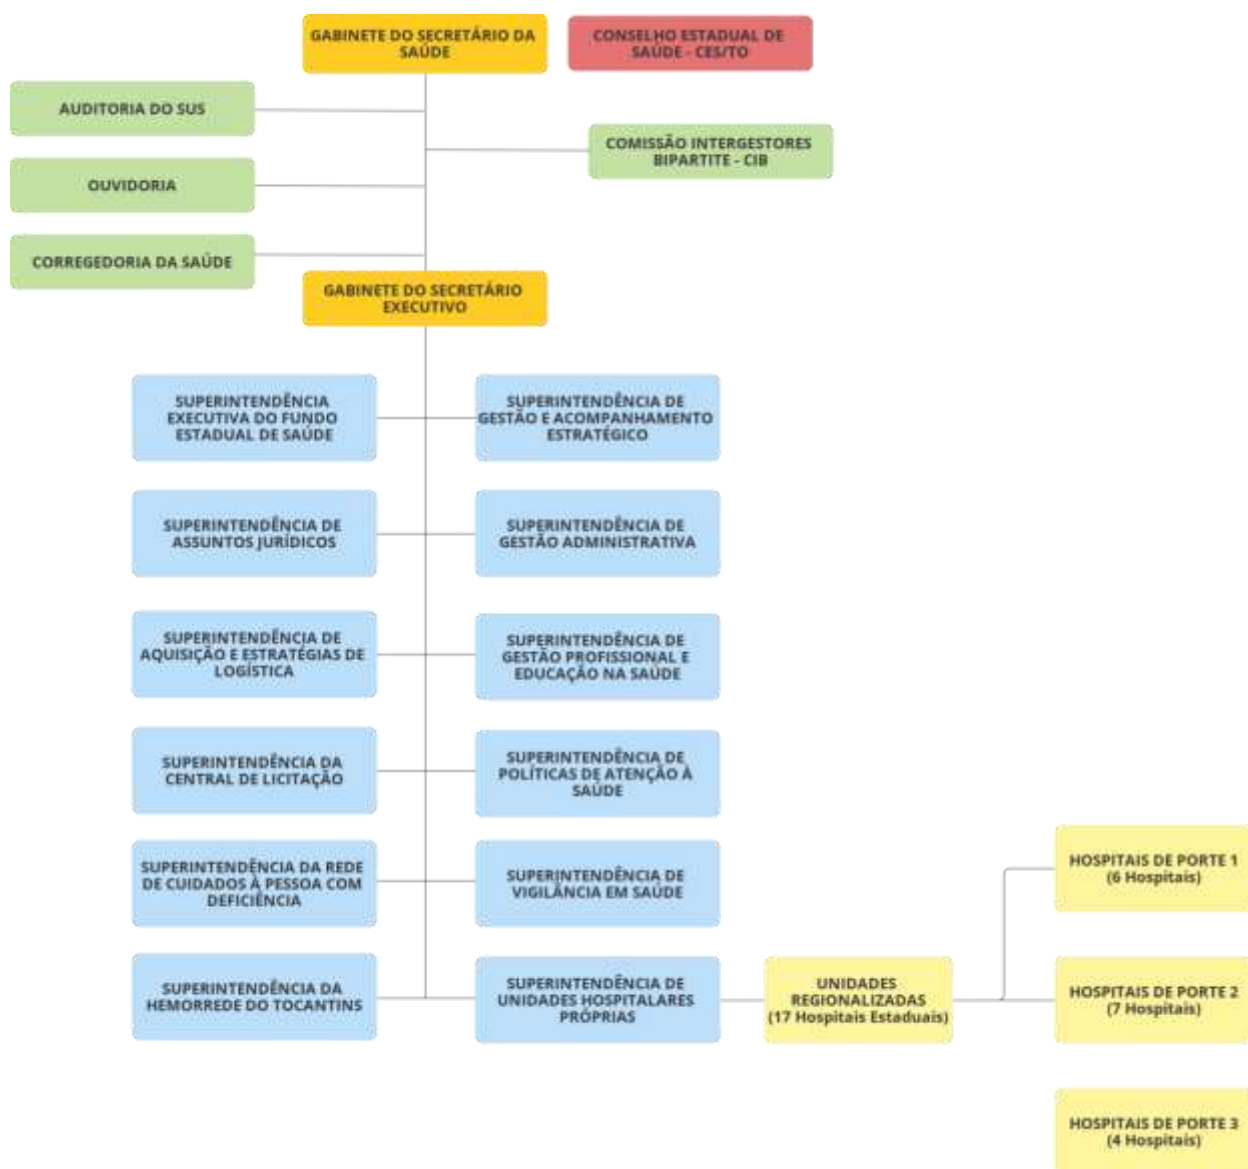 GABINETE DO SECRETÁRIO DA
SAÚDE
CONSELHO ESTADUAL DE
SAÚDE - CES/TO
AUDITORIA DO SUS
COMISSÃO INTERGESTORES
BIPARTITE - CIB
OUVIDORIA
CORREGEDORIA DA SAÚDE
GABINETE DO SECRETÁRIO
EXECUTIVO
SUPERINTENDÊNCIA
EXECUTIVA DO FUNDO
ESTADUAL DE SAÚDE
SUPERINTENDÊNCIA DE
GESTÃO E ACOMPANHAMENTO
ESTRATÉGICO
SUPERINTENDÊNCIA DE
ASSUNTOS JURÍDICOS
SUPERINTENDÊNCIA DE
GESTÃO ADMINISTRATIVA
SUPERINTENDÊNCIA DE
AQUISIÇÃO E ESTRATÉGIAS DE
LOGÍSTICA
SUPERINTENDÊNCIA DE
GESTÃO PROFISSIONAL E
EDUCAÇÃO NA SAÚDE
SUPERINTENDÊNCIA DA
CENTRAL DE LICITAÇÃO
SUPERINTENDÊNCIA DE
POLÍTICAS DE ATENÇÃO À
SAÚDE
SUPERINTENDÊNCIA DA REDE
DE CUIDADOS À PESSOA COM
DEFICIÊNCIA
SUPERINTENDÊNCIA DE
VIGILÂNCIA EM SAÚDE
HOSPITAIS DE PORTE 1
(6 Hospitais)
SUPERINTENDÊNCIA DA
HEMORREDE DO TOCANTINS
SUPERINTENDÊNCIA DE
UNIDADES HOSPITALARES
PRÓPRIAS
UNIDADES
REGIONALIZADAS
(17 Hospitais Estaduais)
HOSPITAIS DE PORTE 2
(7 Hospitais)
HOSPITAIS DE PORTE 3
(4 Hospitais)